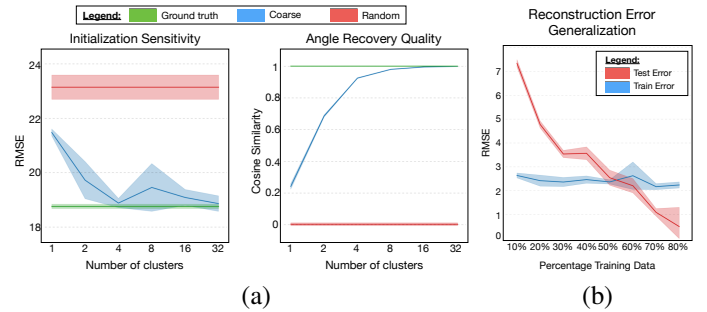 Legend: Ground truth Coarse Random
Initialization Sensitivity
24
22
20
18
RMSE
1 2 4 8 16 32
Number of clusters
Angle Recovery Quality
1
0.8
0.6
0.4
0.2
0
Cosine Similarity
1 2 4 8 16 32
Number of clusters
(a)
Reconstruction Error
Generalization
Legend:
Test Error
Train Error
7
6
5
4
3
2
1
0
RMSE
10% 20% 30% 40% 50% 60% 70% 80%
Percentage Training Data
(b)